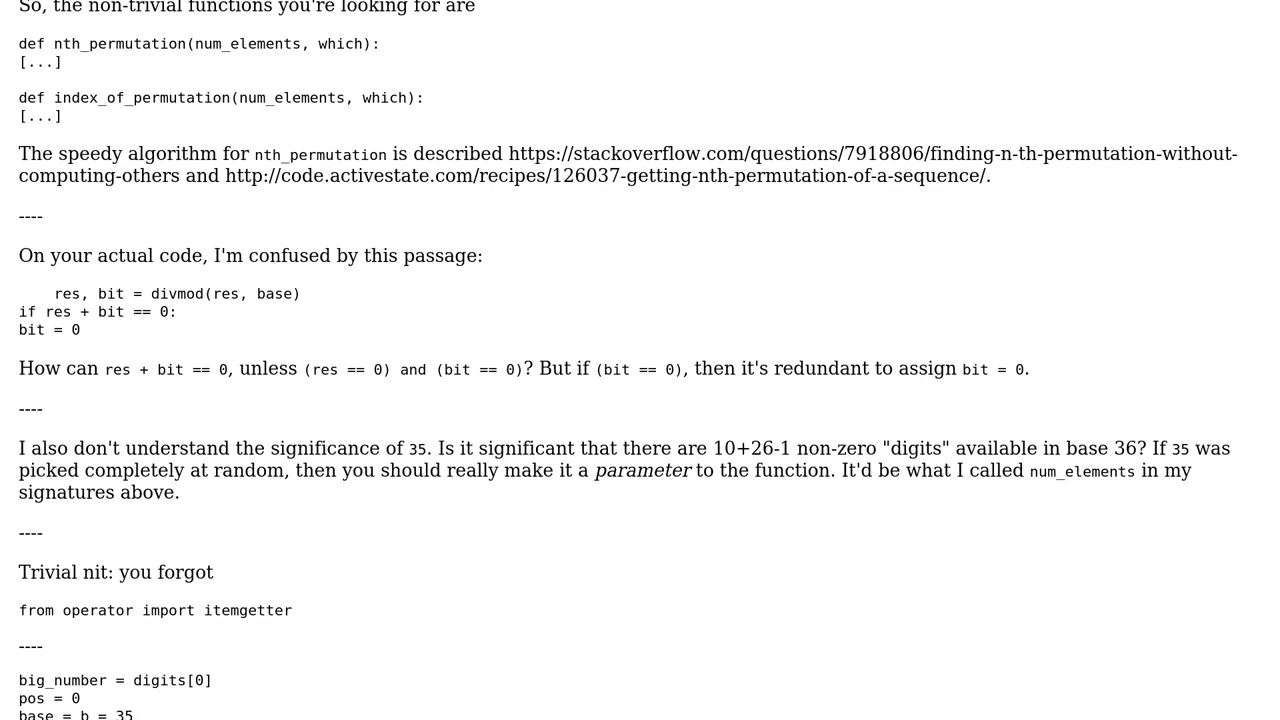 So, the non-trivial functions you're looking for are
def nth_permutation(num_elements, which):
[...]
def index_of_permutation(num_elements, which):
[...]
The speedy algorithm for nth_permutation is described https://stackoverflow.com/questions/7918806/finding-n-th-permutation-without-
computing-others and http://code.activestate.com/recipes/126037-getting-nth-permutation-of-a-sequence/.
----
On your actual code, I'm confused by this passage:
    res, bit = divmod(res, base)
if res + bit == 0:
bit = 0
How can res + bit == 0, unless (res == 0) and (bit == 0)? But if (bit == 0), then it's redundant to assign bit = 0.
----
I also don't understand the significance of 35. Is it significant that there are 10+26-1 non-zero "digits" available in base 36? If 35 was
picked completely at random, then you should really make it a parameter to the function. It'd be what I called num_elements in my
signatures above.
----
Trivial nit: you forgot
from operator import itemgetter
----
big_number = digits[0]
pos = 0
base = b = 35